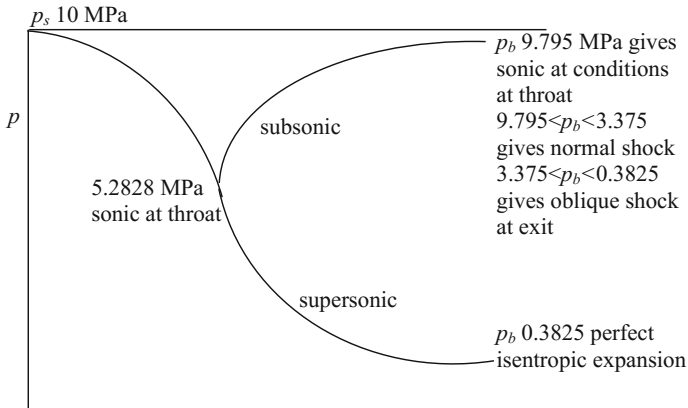 p_s 10 MPa
p_b 9.795 MPa gives
sonic at conditions
at throat
9.795<p_b<3.375
gives normal shock
3.375<p_b<0.3825
gives oblique shock
at exit
p
subsonic
5.2828 MPa
sonic at throat
supersonic
p_b 0.3825 perfect
isentropic expansion